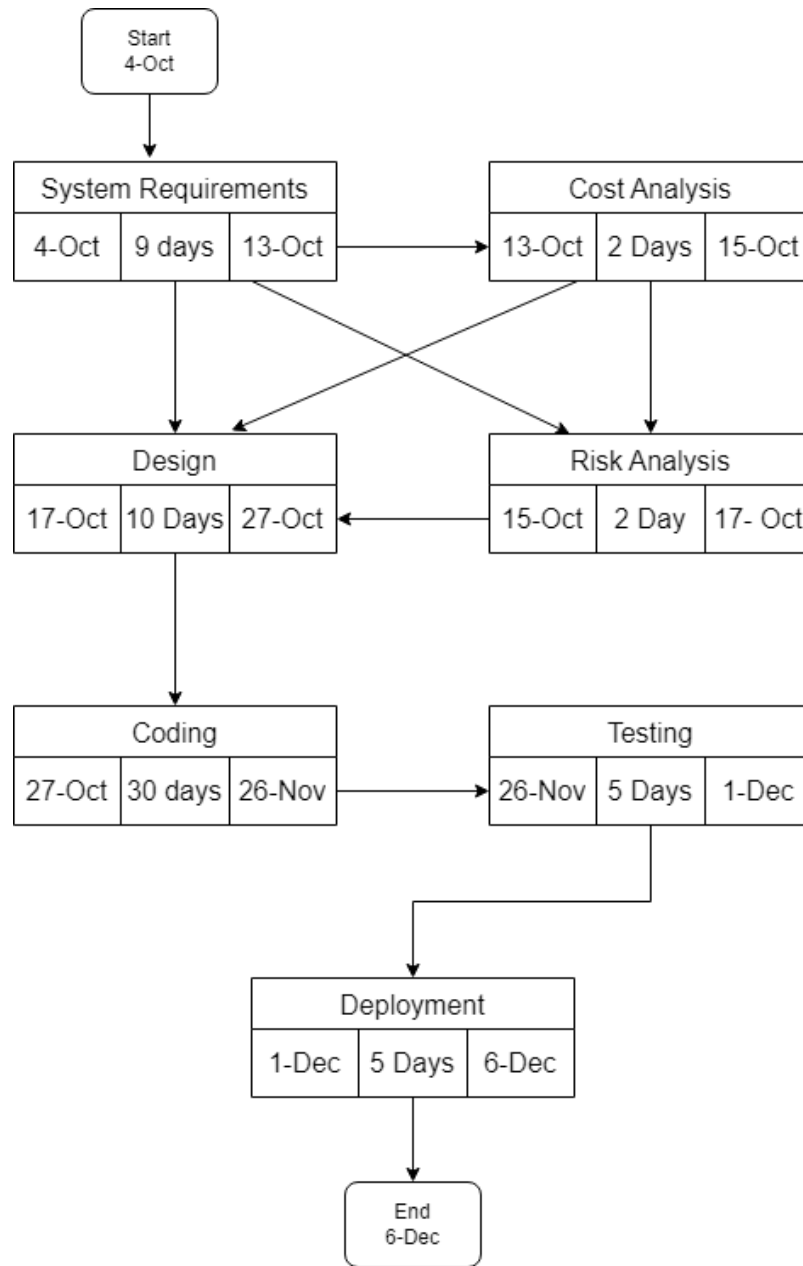 Start
4-Oct
System Requirements
4-Oct 9 days 13-Oct
Cost Analysis
13-Oct 2 Days 15-Oct
Design
17-Oct 10 Days 27-Oct
Risk Analysis
15-Oct 2 Day 17- Oct
Coding
27-Oct 30 days 26-Nov
Testing
26-Nov 5 Days 1-Dec
Deployment
1-Dec 5 Days 6-Dec
End
6-Dec